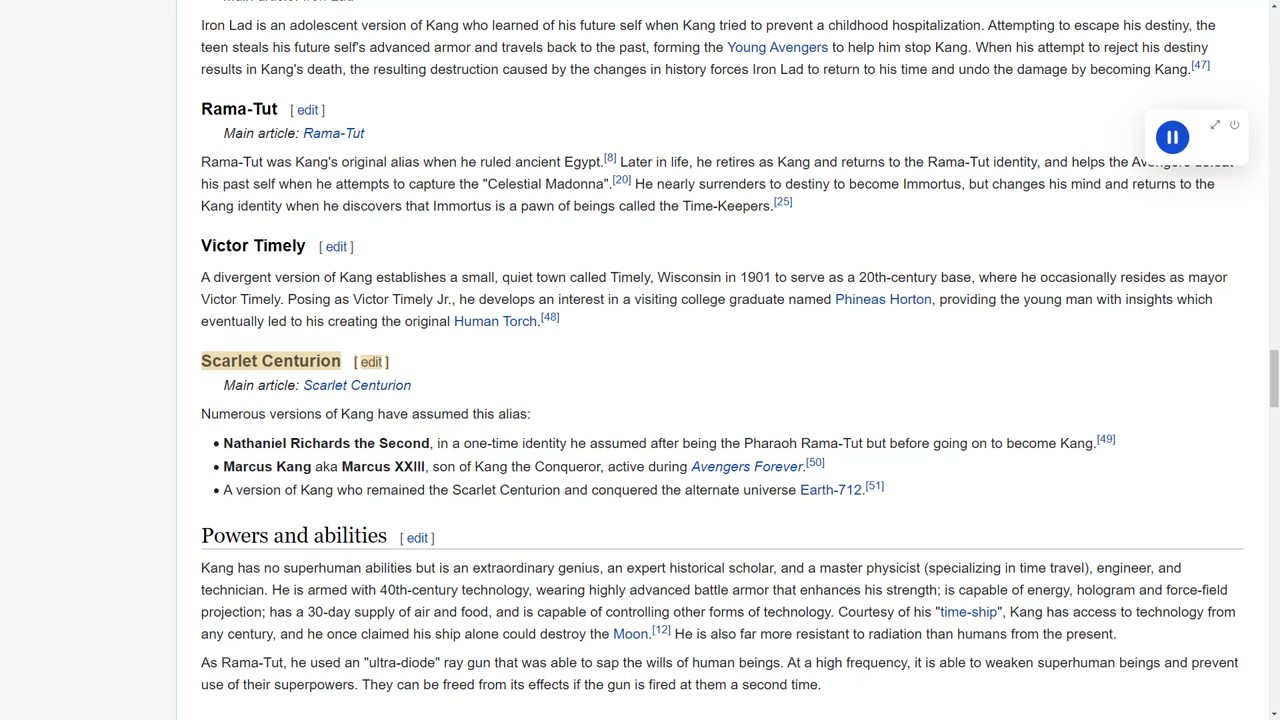 Iron Lad is an adolescent version of Kang who learned of his future self when Kang tried to prevent a childhood hospitalization. Attempting to escape his destiny, the
teen steals his future self's advanced armor and travels back to the past, forming the Young Avengers to help him stop Kang. When his attempt to reject his destiny
results in Kang's death, the resulting destruction caused by the changes in history forces Iron Lad to return to his time and undo the damage by becoming Kang.[47]
Rama-Tut [ edit ]
Main article: Rama-Tut
Rama-Tut was Kang's original alias when he ruled ancient Egypt.[8] Later in life, he retires as Kang and returns to the Rama-Tut identity, and helps the
his past self when he attempts to capture the "Celestial Madonna".[20] He nearly surrenders to destiny to become Immortus, but changes his mind and returns to the
Kang identity when he discovers that Immortus is a pawn of beings called the Time-Keepers.[25]
Victor Timely [ edit ]
A divergent version of Kang establishes a small, quiet town called Timely, Wisconsin in 1901 to serve as a 20th-century base, where he occasionally resides as mayor
Victor Timely. Posing as Victor Timely Jr., he develops an interest in a visiting college graduate named Phineas Horton, providing the young man with insights which
eventually led to his creating the original Human Torch.[48]
Scarlet Centurion [ edit ]
Main article: Scarlet Centurion
Numerous versions of Kang have assumed this alias:
• Nathaniel Richards the Second, in a one-time identity he assumed after being the Pharaoh Rama-Tut but before going on to become Kang.[49]
• Marcus Kang aka Marcus XXIII, son of Kang the Conqueror, active during Avengers Forever.[50]
• A version of Kang who remained the Scarlet Centurion and conquered the alternate universe Earth-712.[51]
Powers and abilities [ edit ]
Kang has no superhuman abilities but is an extraordinary genius, an expert historical scholar, and a master physicist (specializing in time travel), engineer, and
technician. He is armed with 40th-century technology, wearing highly advanced battle armor that enhances his strength; is capable of energy, hologram and force-field
projection; has a 30-day supply of air and food, and is capable of controlling other forms of technology. Courtesy of his "time-ship", Kang has access to technology from
any century, and he once claimed his ship alone could destroy the Moon.[12] He is also far more resistant to radiation than humans from the present.
As Rama-Tut, he used an "ultra-diode" ray gun that was able to sap the wills of human beings. At a high frequency, it is able to weaken superhuman beings and prevent
use of their superpowers. They can be freed from its effects if the gun is fired at them a second time.